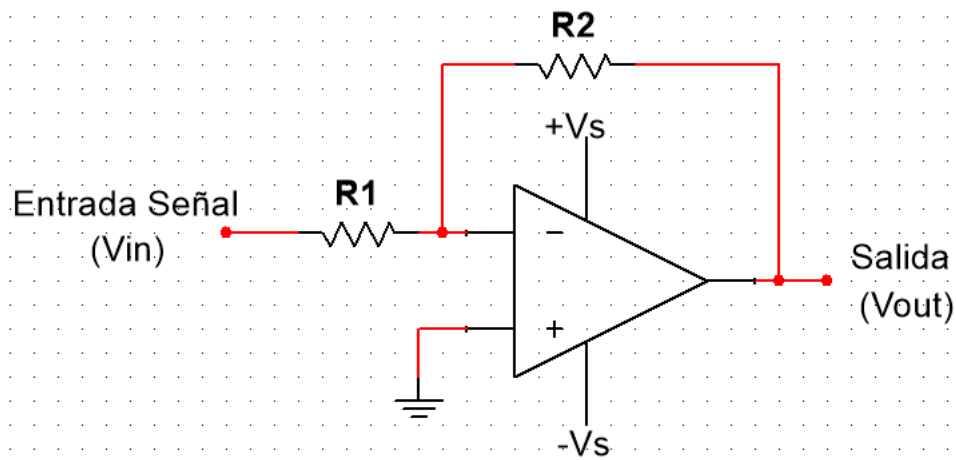 R2
+Vs
R1
Entrada Señal
(Vin)
−
+
Salida
(Vout)
-Vs